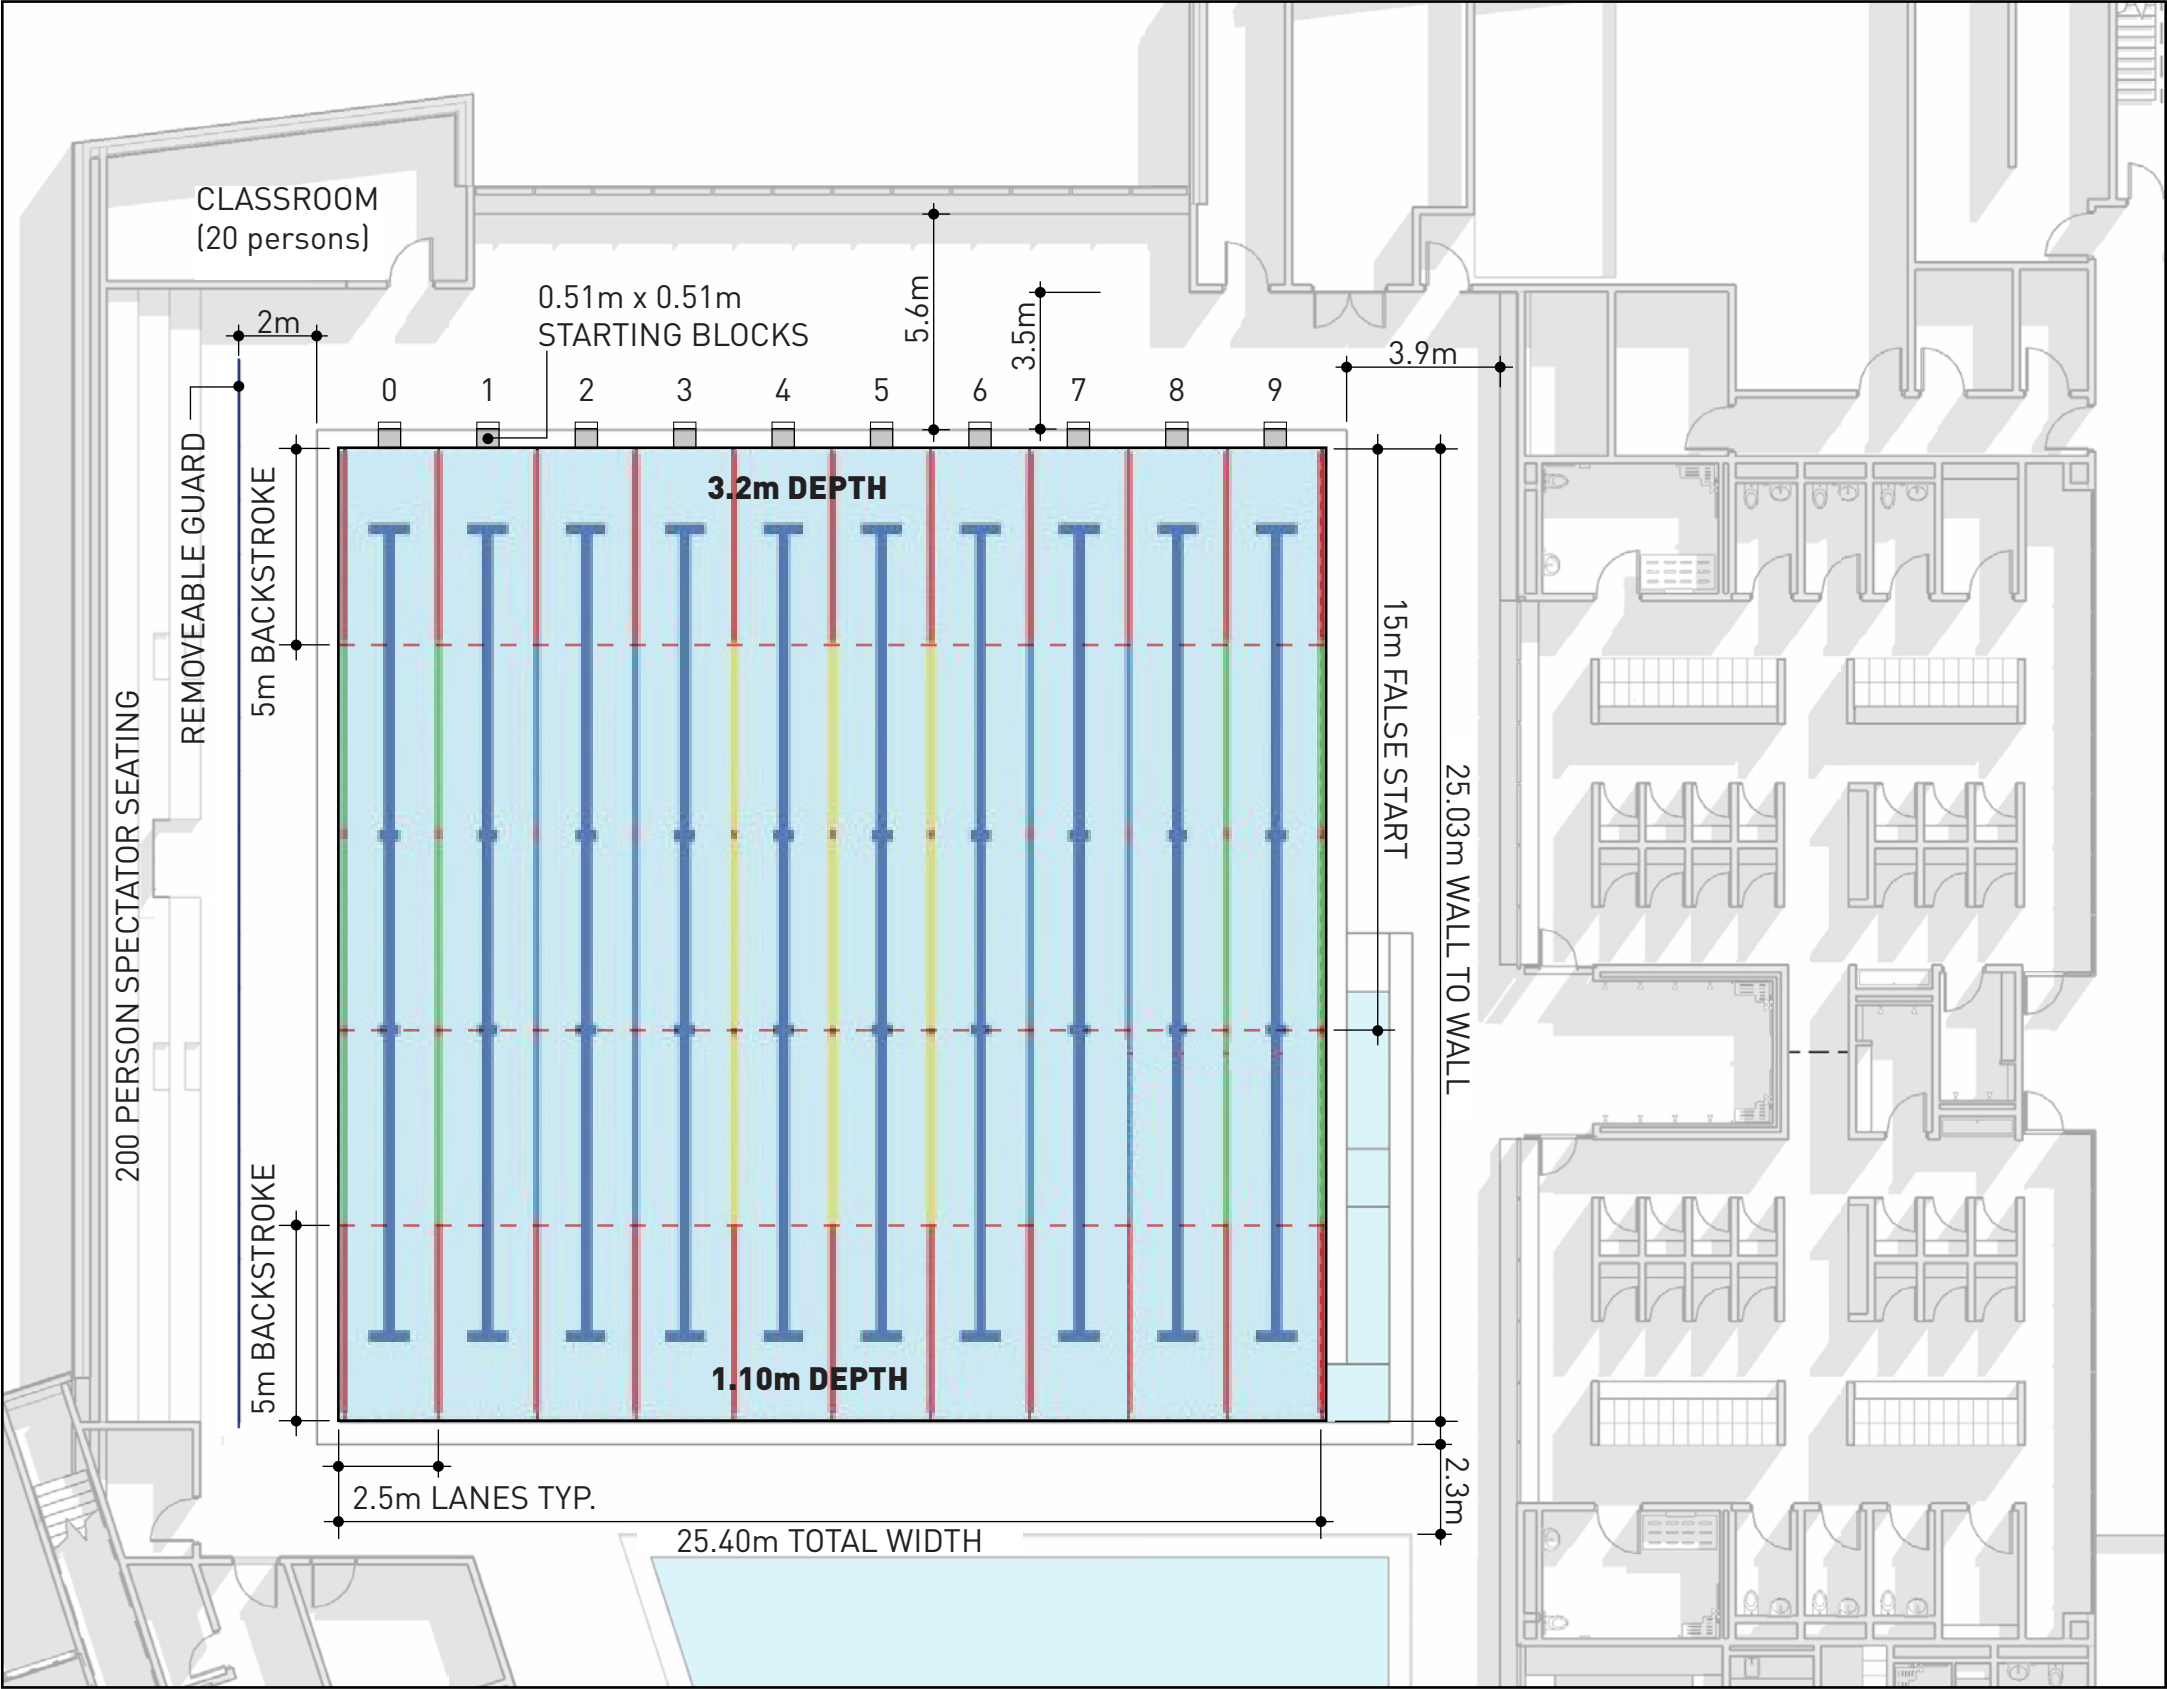 CLASSROOM
(20 persons)
0.51m x 0.51m
STARTING BLOCKS
2m
5.6m
3.5m
3.9m
0 1 2 3 4 5 6 7 8 9
3.2m DEPTH
REMOVEABLE GUARD
5m BACKSTROKE
200 PERSON SPECTATOR SEATING
15m FALSE START
25.03m WALL TO WALL
5m BACKSTROKE
1.10m DEPTH
2.5m LANES TYP.
25.40m TOTAL WIDTH
2.3m